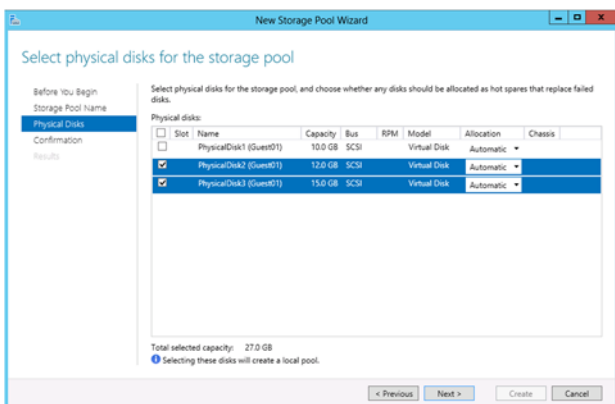 New Storage Pool Wizard
Select physical disks for the storage pool
Before You Begin
Storage Pool Name
Physical Disks
Confirmation
Results
Select physical disks for the storage pool, and choose whether any disks should be allocated as hot spares that replace failed
disks.
Physical disks:
Slot Name Capacity Bus RPM Model Allocation Chassis
PhysicalDisk1 (Guest01) 10.0 GB SCSI Virtual Disk Automatic
PhysicalDisk2 (Guest01) 12.0 GB SCSI Virtual Disk Automatic
PhysicalDisk3 (Guest01) 15.0 GB SCSI Virtual Disk Automatic
Total selected capacity: 27.0 GB
Selecting these disks will create a local pool.
< Previous Next > Create Cancel